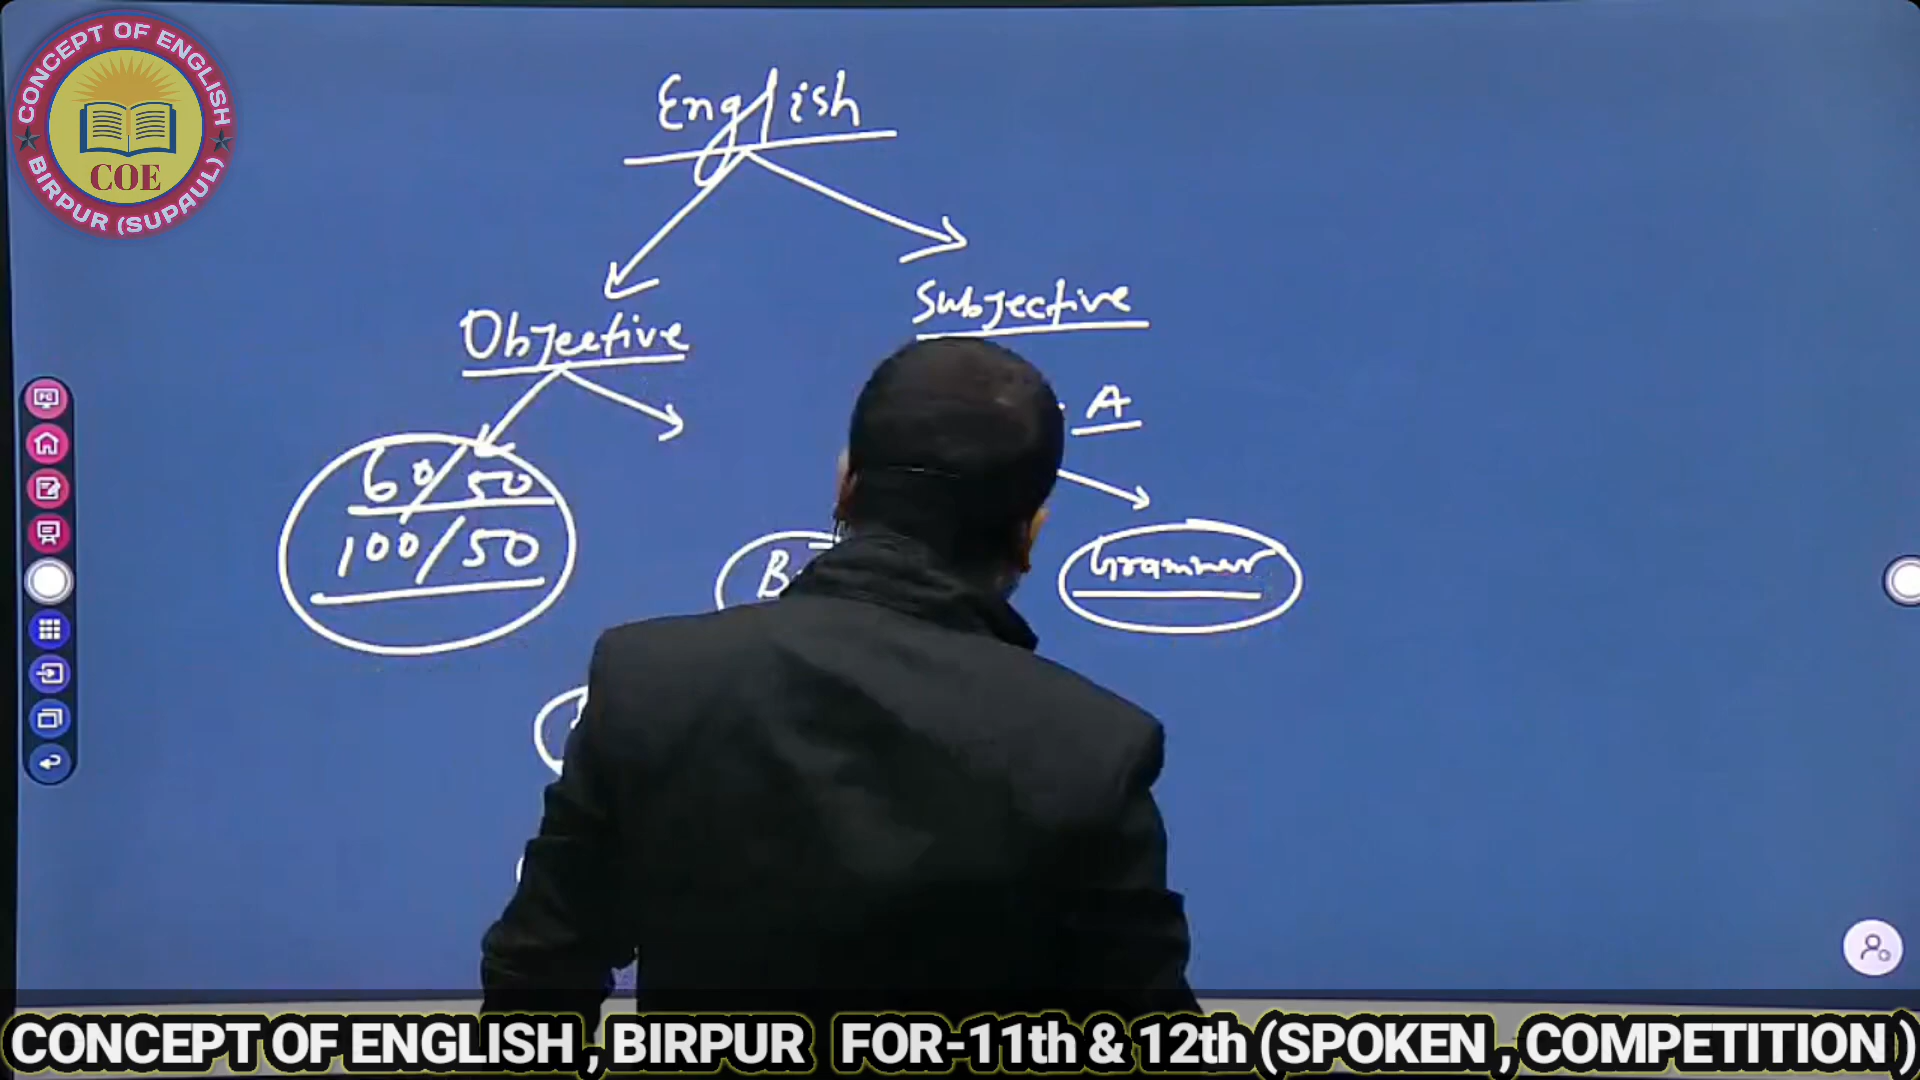 CONCEPT OF ENGLISH
COE
BIRPUR (SUPAUL)
English
Objective
Subjective
A
60/50
100/50
Grammar
CONCEPT OF ENGLISH , BIRPUR FOR-11th & 12th (SPOKEN , COMPETITION )